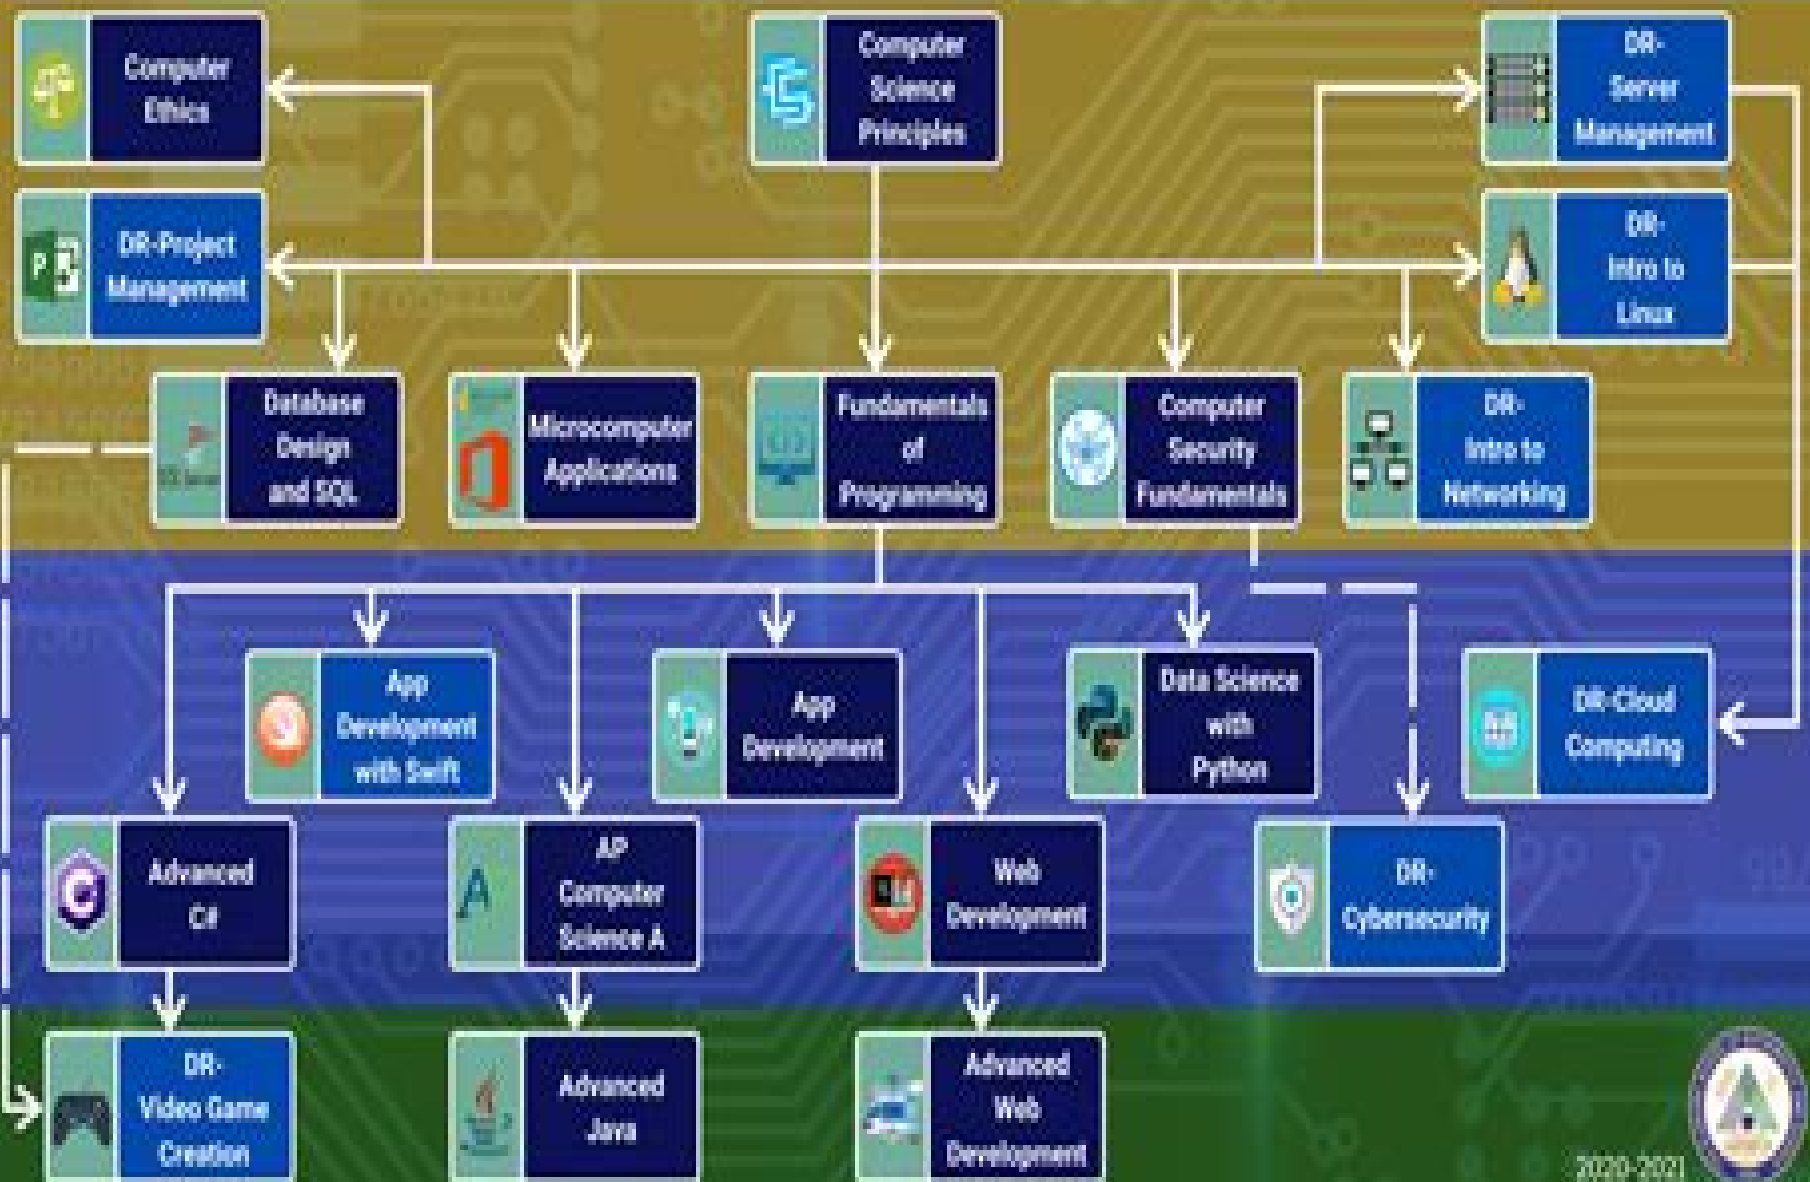 Computer
Ethics
Computer
Science
Principles
DR-
Server
Management
DR-Project
Management
DR-
Intro to
Linux
Database
Design
and SQL
Microcomputer
Applications
Fundamentals
of
Programming
Computer
Security
Fundamentals
DR-
Intro to
Networking
App
Development
with Swift
App
Development
Data Science
with
Python
DR-Cloud
Computing
Advanced
C#
AP
Computer
Science A
Web
Development
DR-
Cybersecurity
DR-
Video Game
Creation
Advanced
Java
Advanced
Web
Development
2020-2021